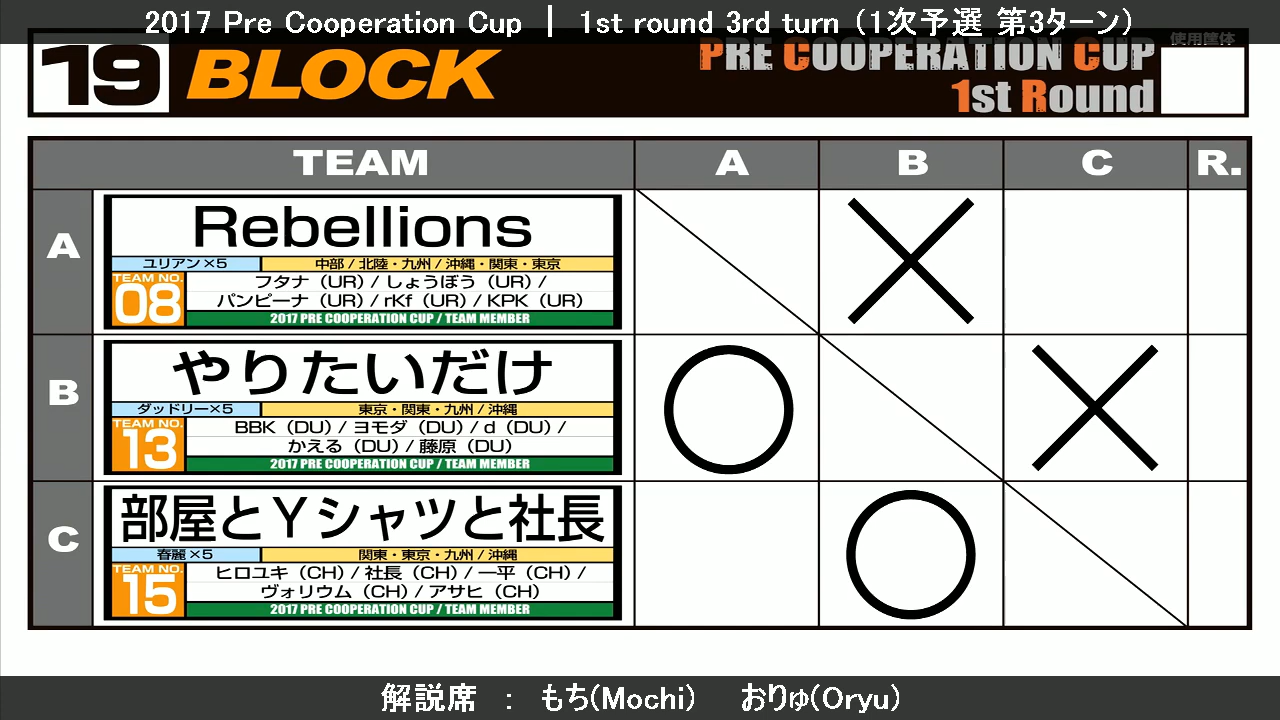 2017 Pre Cooperation Cup ｜ 1st round 3rd turn (1次予選 第3ターン)
19 BLOCK
PRE COOPERATION CUP
1st Round
使用筐体
TEAM A B C R.
A
Rebellions
ユリアン×5 中部 / 北陸・九州 / 沖縄・関東・東京
TEAM NO. 08
フタナ (UR) / しょうぼう (UR) /
パンピーナ (UR) / rKf (UR) / KPK (UR)
2017 PRE COOPERATION CUP / TEAM MEMBER
B
やりたいだけ
ダッドリー×5 東京・関東・九州 / 沖縄
TEAM NO. 13
BBK (DU) / ヨモダ (DU) / d (DU) /
かえる (DU) / 藤原 (DU)
2017 PRE COOPERATION CUP / TEAM MEMBER
C
部屋とYシャツと社長
春麗×5 関東・東京・九州 / 沖縄
TEAM NO. 15
ヒロユキ (CH) / 社長 (CH) / 一平 (CH) /
ヴォリウム (CH) / アサヒ (CH)
2017 PRE COOPERATION CUP / TEAM MEMBER
解説席 ： もち(Mochi) おりゅ(Oryu)